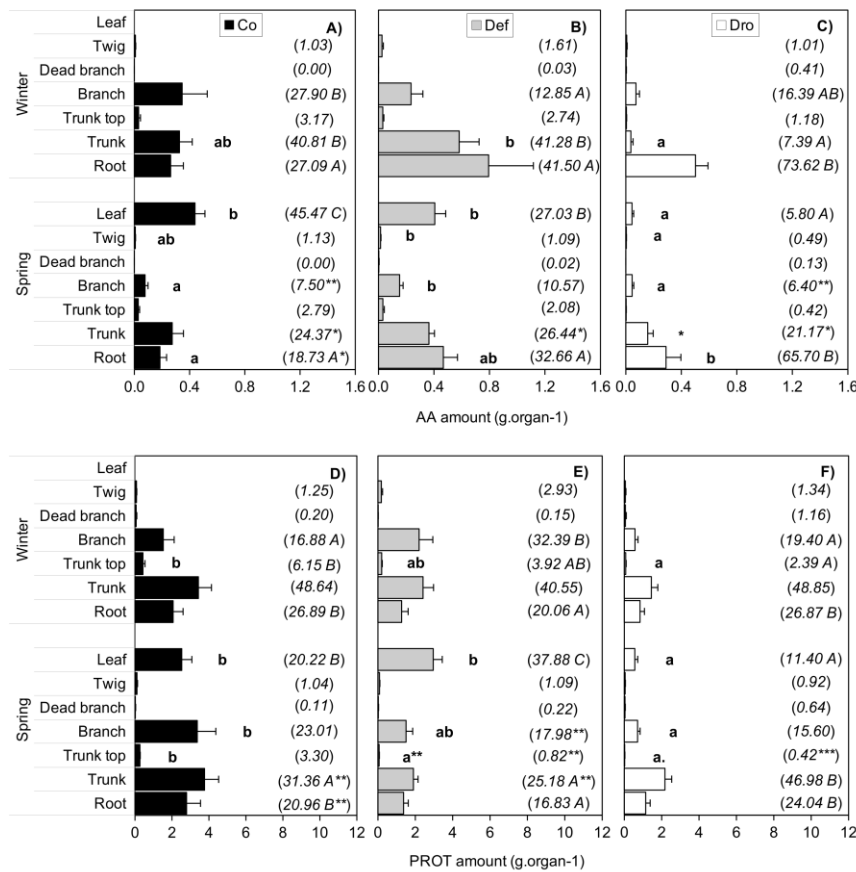 Co A) Def B) Dro C)
Winter
Leaf
Twig (1.03) (1.61) (1.01)
Dead branch (0.00) (0.03) (0.41)
Branch (27.90 B) (12.85 A) (16.39 AB)
Trunk top (3.17) (2.74) (1.18)
Trunk ab (40.81 B) b (41.28 B) a (7.39 A)
Root (27.09 A) (41.50 A) (73.62 B)
Spring
Leaf b (45.47 C) b (27.03 B) a (5.80 A)
Twig ab (1.13) b (1.09) a (0.49)
Dead branch (0.00) (0.02) (0.13)
Branch a (7.50**) b (10.57) a (6.40**)
Trunk top (2.79) (2.08) (0.42)
Trunk (24.37*) (26.44*) * (21.17*)
Root a (18.73 A*) ab (32.66 A) b (65.70 B)
0.0 0.4 0.8 1.2 1.6 0.0 0.4 0.8 1.2 1.6 0.0 0.4 0.8 1.2 1.6
AA amount (g.organ-1)
D) E) F)
Winter
Leaf
Twig (1.25) (2.93) (1.34)
Dead branch (0.20) (0.15) (1.16)
Branch (16.88 A) (32.39 B) (19.40 A)
Trunk top b (6.15 B) ab (3.92 AB) a (2.39 A)
Trunk (48.64) (40.55) (48.85)
Root (26.89 B) (20.06 A) (26.87 B)
Spring
Leaf b (20.22 B) b (37.88 C) a (11.40 A)
Twig (1.04) (1.09) (0.92)
Dead branch (0.11) (0.22) (0.64)
Branch b (23.01) ab (17.98**) a (15.60)
Trunk top b (3.30) a** (0.82**) a. (0.42***)
Trunk (31.36 A**) (25.18 A**) (46.98 B)
Root (20.96 B**) (16.83 A) (24.04 B)
0 2 4 6 8 10 12 0 2 4 6 8 10 12 0 2 4 6 8 10 12
PROT amount (g.organ-1)